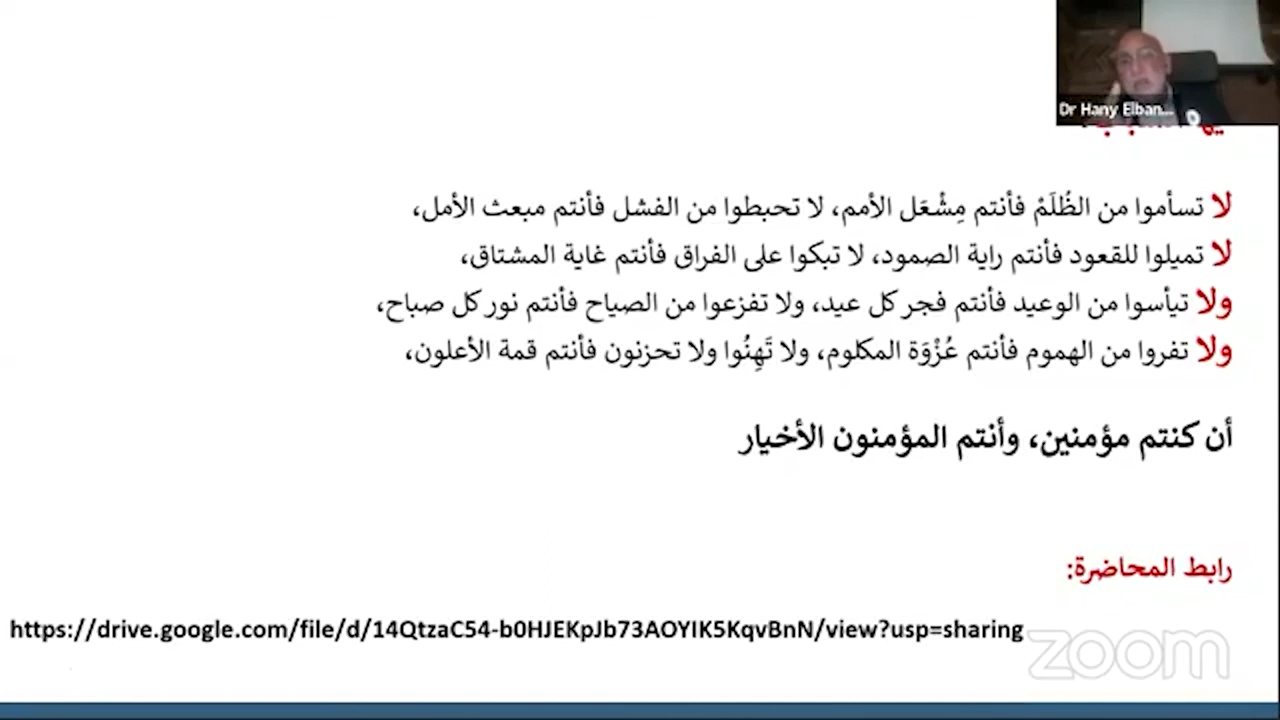 Dr Hany Elban...
لا تسأموا من الظُلَمْ فأنتم مِشْعَل الأمم، لا تحبطوا من الفشل فأنتم مبعث الأمل،
لا تميلوا للقعود فأنتم راية الصمود، لا تبكوا على الفراق فأنتم غاية المشتاق،
ولا تيأسوا من الوعيد فأنتم فجر كل عيد، ولا تفزعوا من الصياح فأنتم نور كل صباح،
ولا تفروا من الهموم فأنتم عُزْوَة المكلوم، ولا تَهِنُوا ولا تحزنون فأنتم قمة الأعلون،
أن كنتم مؤمنين، وأنتم المؤمنون الأخيار
رابط المحاضرة:
https://drive.google.com/file/d/14QtzaC54-b0HJEKpJb73AOYIK5KqvBnN/view?usp=sharing
zoom